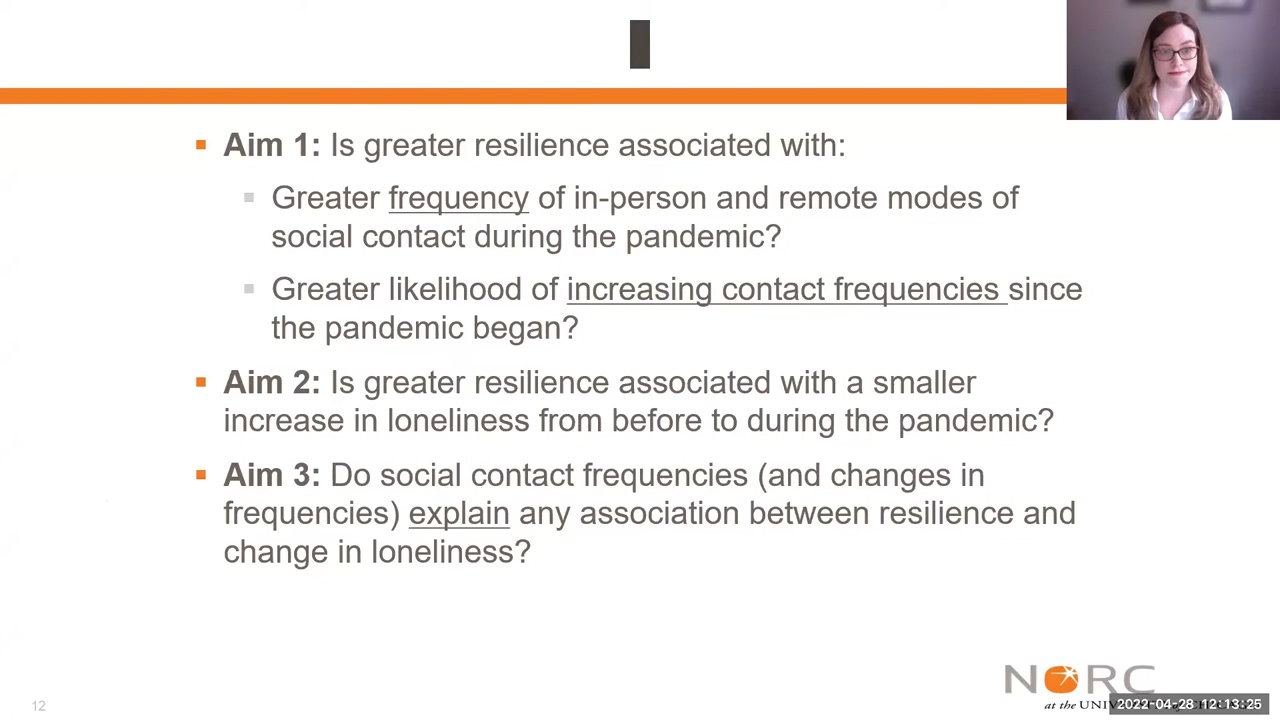 Aim 1: Is greater resilience associated with:
Greater frequency of in-person and remote modes of
social contact during the pandemic?
Greater likelihood of increasing contact frequencies since
the pandemic began?
Aim 2: Is greater resilience associated with a smaller
increase in loneliness from before to during the pandemic?
Aim 3: Do social contact frequencies (and changes in
frequencies) explain any association between resilience and
change in loneliness?
12
NORC
at the
2022-04-28 12:13:25